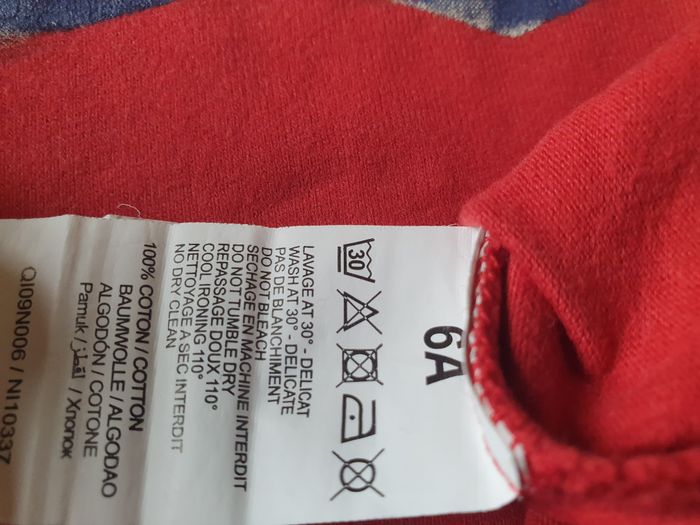 6A
30
LAVAGE AT 30° - DELICAT
WASH AT 30° - DELICATE
PAS DE BLANCHIMENT
DO NOT BLEACH
SECHAGE EN MACHINE INTERDIT
DO NOT TUMBLE DRY
REPASSAGE DOUX 110°
COOL IRONING 110°
NETTOYAGE A SEC INTERDIT
NO DRY CLEAN
100% COTON / COTTON
BAUMWOLLE / ALGODAO
ALGODÓN / COTONE
Pamuk / قطن / Хлопок
QI09N006 / NI10337